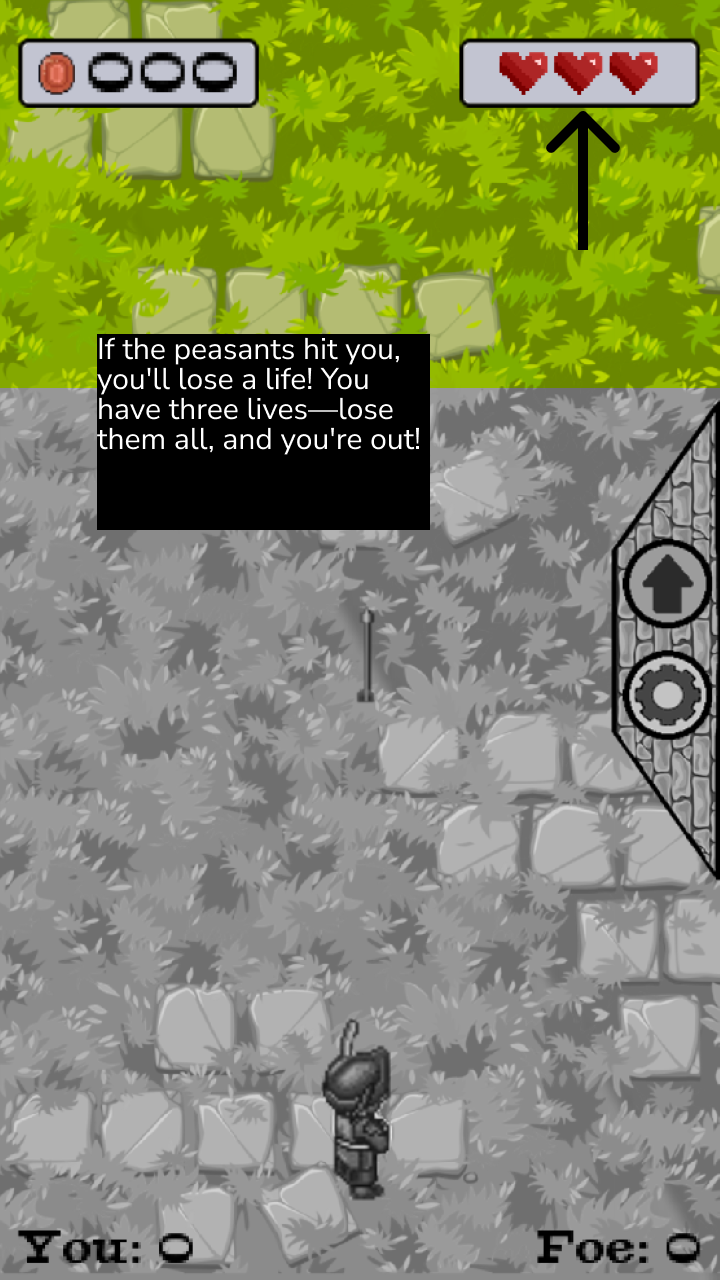 000
If the peasants hit you,
you'll lose a life! You
have three lives—lose
them all, and you're out!
You: 0
Foe: 0